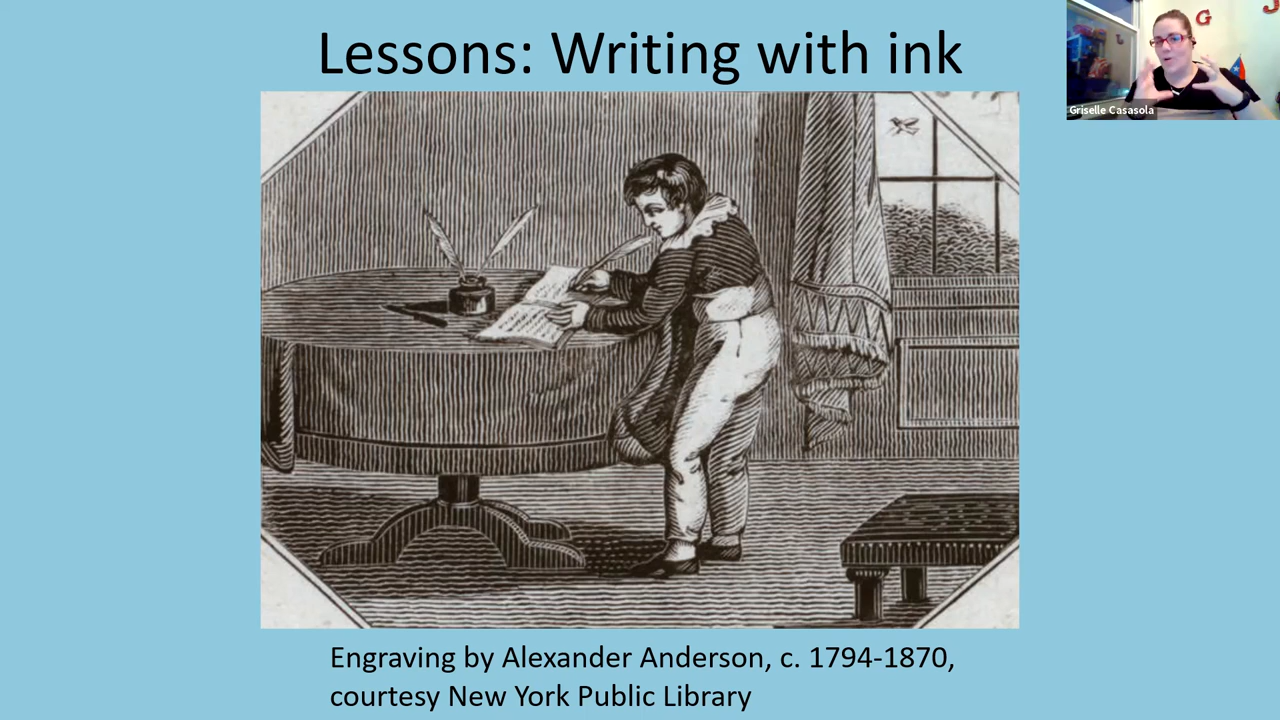 Lessons: Writing with ink
G
J
Griselle Casasola
Engraving by Alexander Anderson, c. 1794-1870,
courtesy New York Public Library